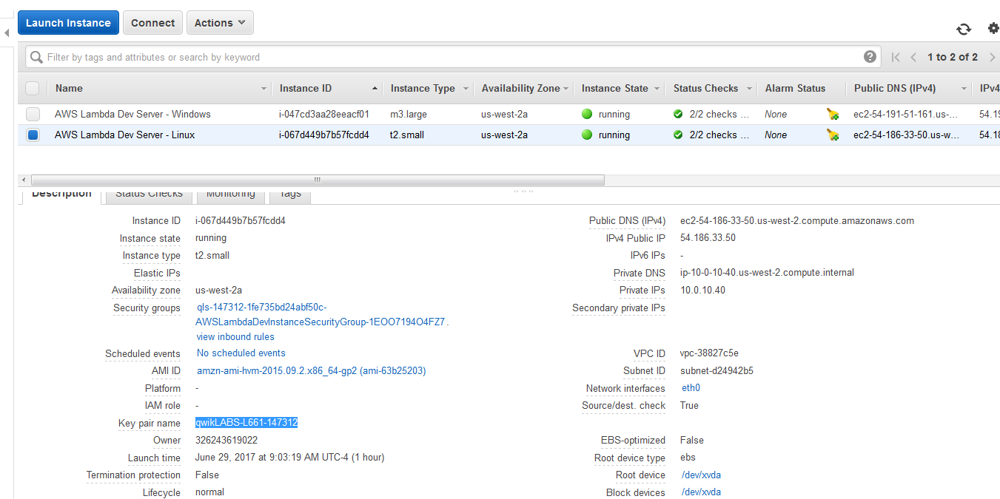 Launch Instance Connect Actions
Filter by tags and attributes or search by keyword 1 to 2 of 2
Name Instance ID Instance Type Availability Zone Instance State Status Checks Alarm Status Public DNS (IPv4) IPv4
AWS Lambda Dev Server - Windows i-047cd3aa28eeacf01 m3.large us-west-2a running 2/2 checks ... None ec2-54-191-51-161.us-... 54.19
AWS Lambda Dev Server - Linux i-067d449b7b57fcdd4 t2.small us-west-2a running 2/2 checks ... None ec2-54-186-33-50.us-w... 54.18
Description Status Checks Monitoring Tags
Instance ID i-067d449b7b57fcdd4 Public DNS (IPv4) ec2-54-186-33-50.us-west-2.compute.amazonaws.com
Instance state running IPv4 Public IP 54.186.33.50
Instance type t2.small IPv6 IPs -
Elastic IPs Private DNS ip-10-0-10-40.us-west-2.compute.internal
Availability zone us-west-2a Private IPs 10.0.10.40
Security groups qls-147312-1fe735bd24abf50c- Secondary private IPs
AWSLambdaDevInstanceSecurityGroup-1EOO7194O4FZ7 .
view inbound rules
Scheduled events No scheduled events VPC ID vpc-38827c5e
AMI ID amzn-ami-hvm-2015.09.2.x86_64-gp2 (ami-63b25203) Subnet ID subnet-d24942b5
Platform - Network interfaces eth0
IAM role - Source/dest. check True
Key pair name qwikLABS-L661-147312
Owner 326243619022 EBS-optimized False
Launch time June 29, 2017 at 9:03:19 AM UTC-4 (1 hour) Root device type ebs
Termination protection False Root device /dev/xvda
Lifecycle normal Block devices /dev/xvda